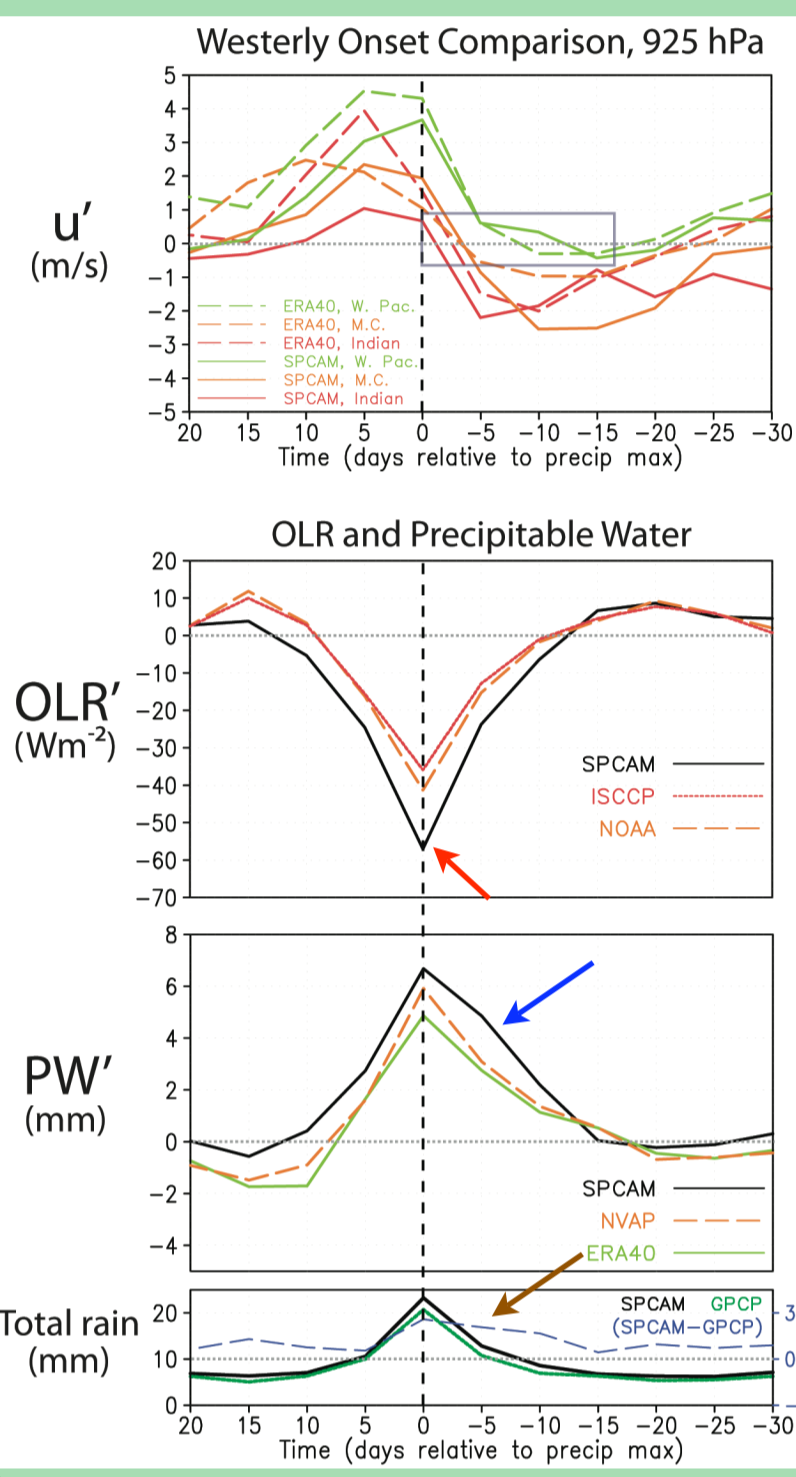 Westerly Onset Comparison, 925 hPa
5
4
3
2
1
0
−1
−2
−3
−4
−5
u′
(m/s)
ERA40, W. Pac.
ERA40, M.C.
ERA40, Indian
SPCAM, W. Pac.
SPCAM, M.C.
SPCAM, Indian
20 15 10 5 0 −5 −10 −15 −20 −25 −30
Time (days relative to precip max)
OLR and Precipitable Water
20
10
0
−10
−20
−30
−40
−50
−60
−70
OLR′
(Wm⁻²)
SPCAM
ISCCP
NOAA
8
6
4
2
0
−2
−4
PW′
(mm)
SPCAM
NVAP
ERA40
Total rain
(mm)
20
10
0
SPCAM GPCP
(SPCAM−GPCP)
3
0
−
20 15 10 5 0 −5 −10 −15 −20 −25 −30
Time (days relative to precip max)